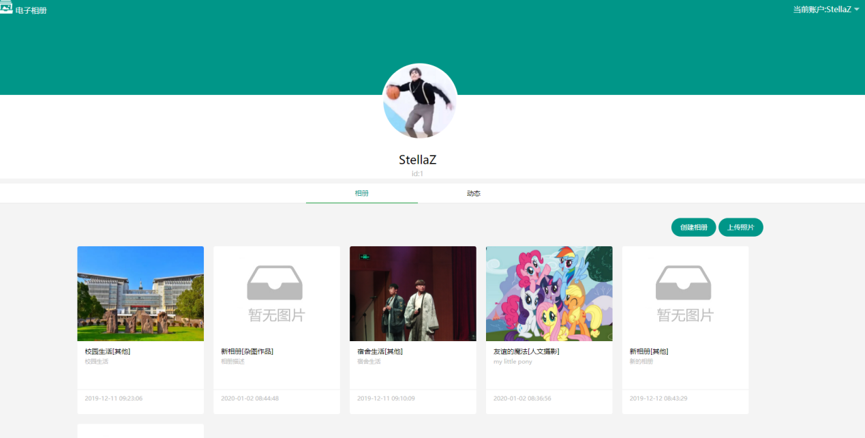 电子相册
当前账户:StellaZ
StellaZ
Id:1
相册 动态
创建相册 上传照片
暂无图片 暂无图片
校园生活[其他] 新相册[杂图作品] 宿舍生活[其他] 友谊的魔法[人文摄影] 新相册[其他]
校园生活 相册描述 宿舍生活 my little pony 新的相册
2019-12-11 09:23:06 2020-01-02 08:44:48 2019-12-11 09:10:09 2020-01-02 08:36:56 2019-12-12 08:43:29